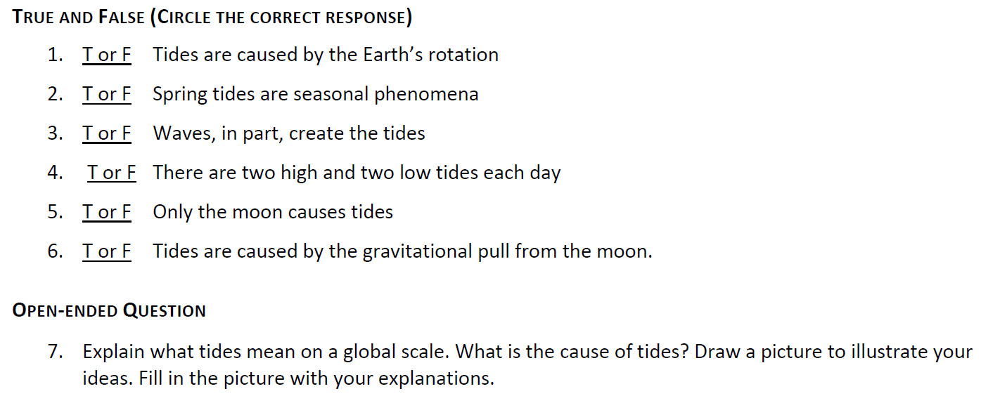 TRUE AND FALSE (CIRCLE THE CORRECT RESPONSE)
1. T or F Tides are caused by the Earth’s rotation
2. T or F Spring tides are seasonal phenomena
3. T or F Waves, in part, create the tides
4. T or F There are two high and two low tides each day
5. T or F Only the moon causes tides
6. T or F Tides are caused by the gravitational pull from the moon.
OPEN-ENDED QUESTION
7. Explain what tides mean on a global scale. What is the cause of tides? Draw a picture to illustrate your
ideas. Fill in the picture with your explanations.